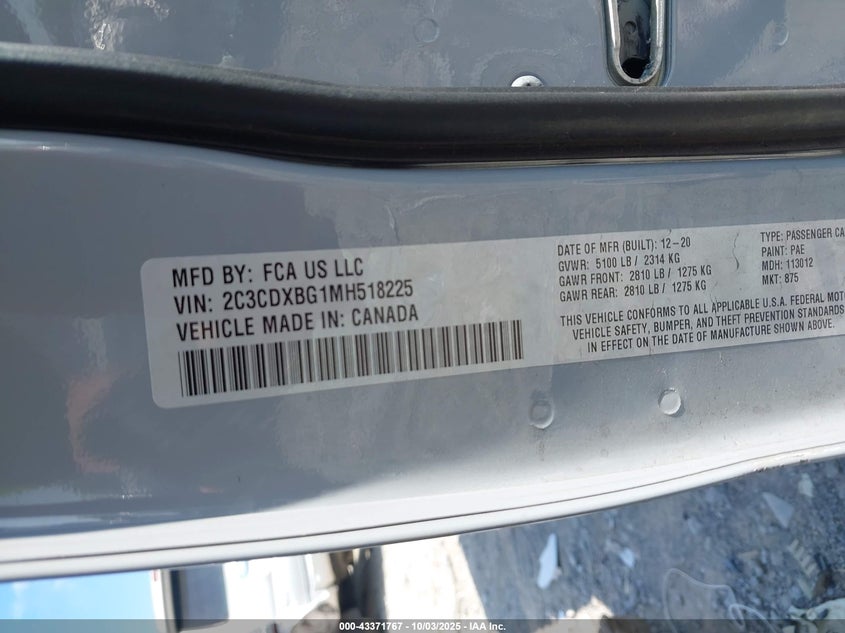 MFD BY: FCA US LLC
VIN: 2C3CDXBG1MH518225
VEHICLE MADE IN: CANADA
DATE OF MFR (BUILT): 12-20
GVWR: 5100 LB / 2314 KG
GAWR FRONT: 2810 LB / 1275 KG
GAWR REAR: 2810 LB / 1275 KG
TYPE: PASSENGER CA
PAINT: PAE
MDH: 113012
MKT: 875
THIS VEHICLE CONFORMS TO ALL APPLICABLE U.S.A. FEDERAL MOTOR
VEHICLE SAFETY, BUMPER, AND THEFT PREVENTION STANDARDS
IN EFFECT ON THE DATE OF MANUFACTURE SHOWN ABOVE.
000-43371767 - 10/03/2025 - IAA Inc.